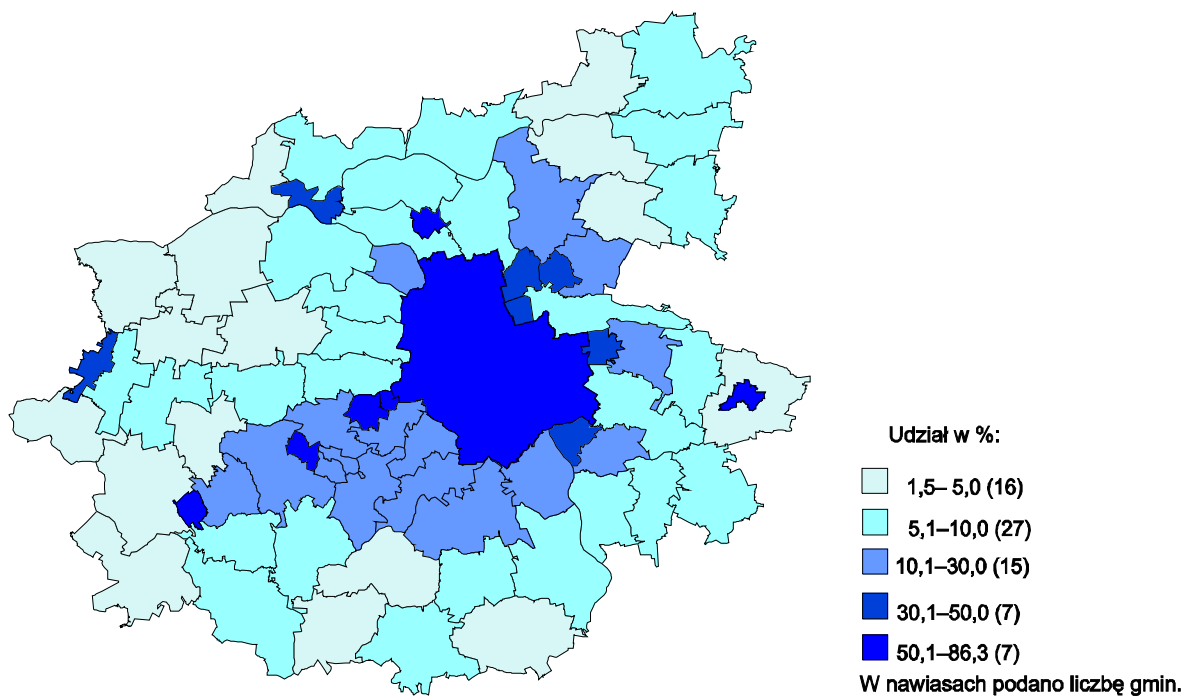 Udział w %:
1,5– 5,0 (16)
5,1–10,0 (27)
10,1–30,0 (15)
30,1–50,0 (7)
50,1–86,3 (7)
W nawiasach podano liczbę gmin.